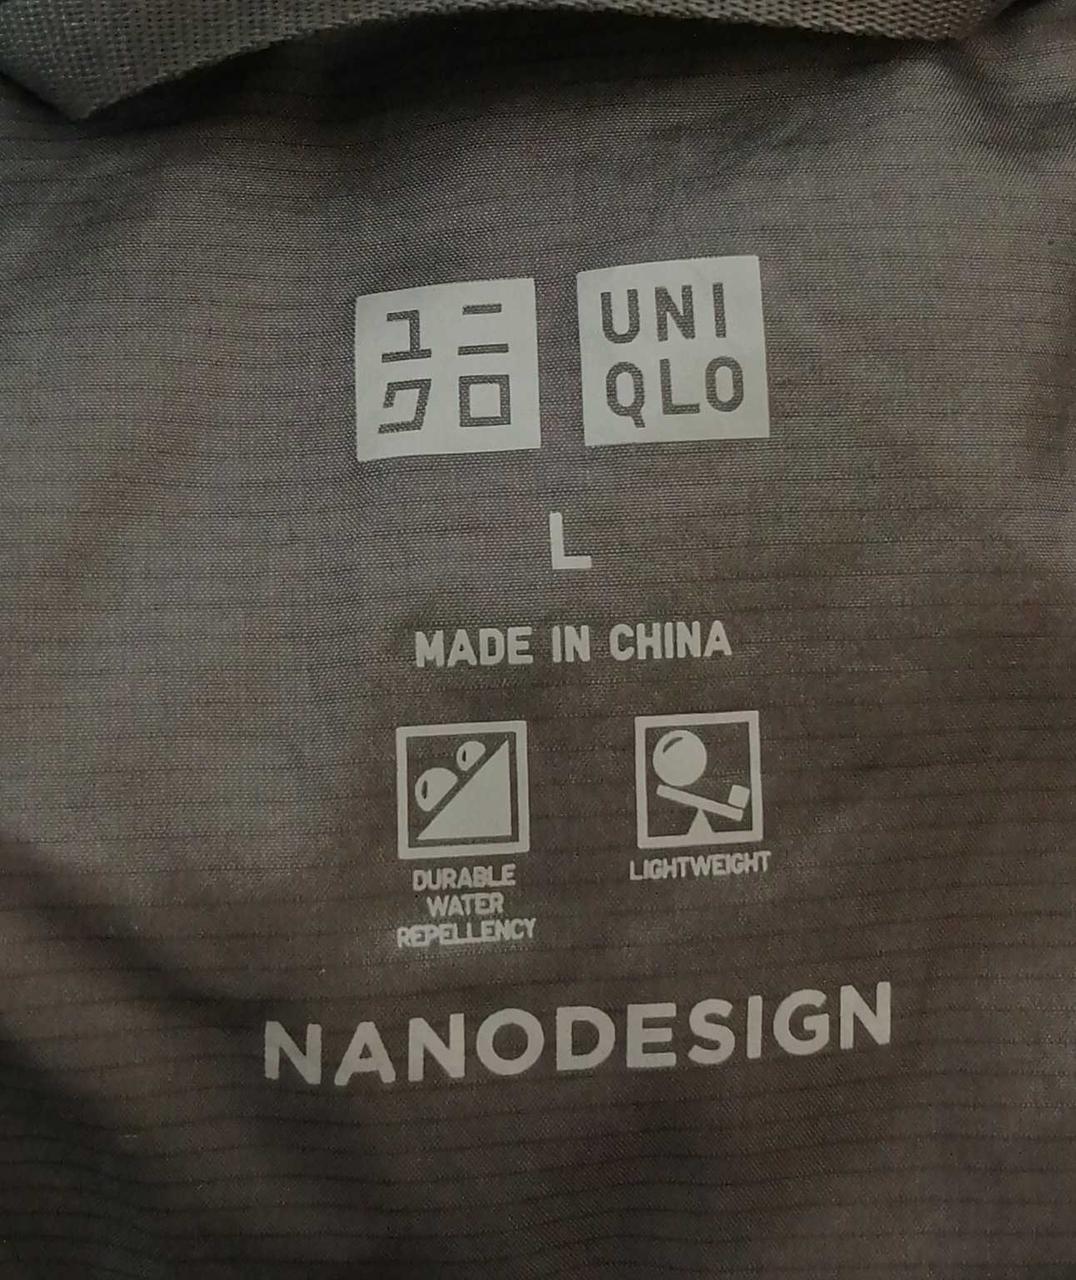 ユニ
クロ
UNI
QLO
L
MADE IN CHINA
DURABLE
WATER
REPELLENCY
LIGHTWEIGHT
NANODESIGN